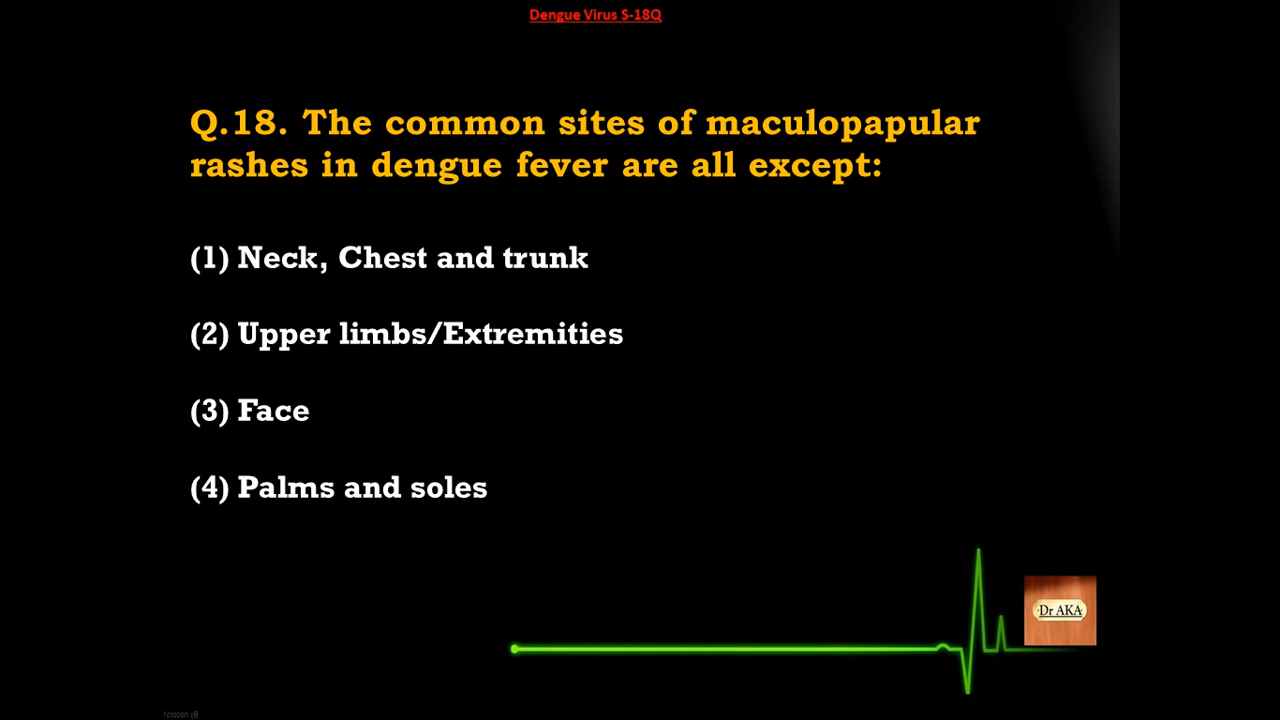 Dengue Virus S-18Q
Q.18. The common sites of maculopapular
rashes in dengue fever are all except:
(1) Neck, Chest and trunk
(2) Upper limbs/Extremities
(3) Face
(4) Palms and soles
Dr AKA